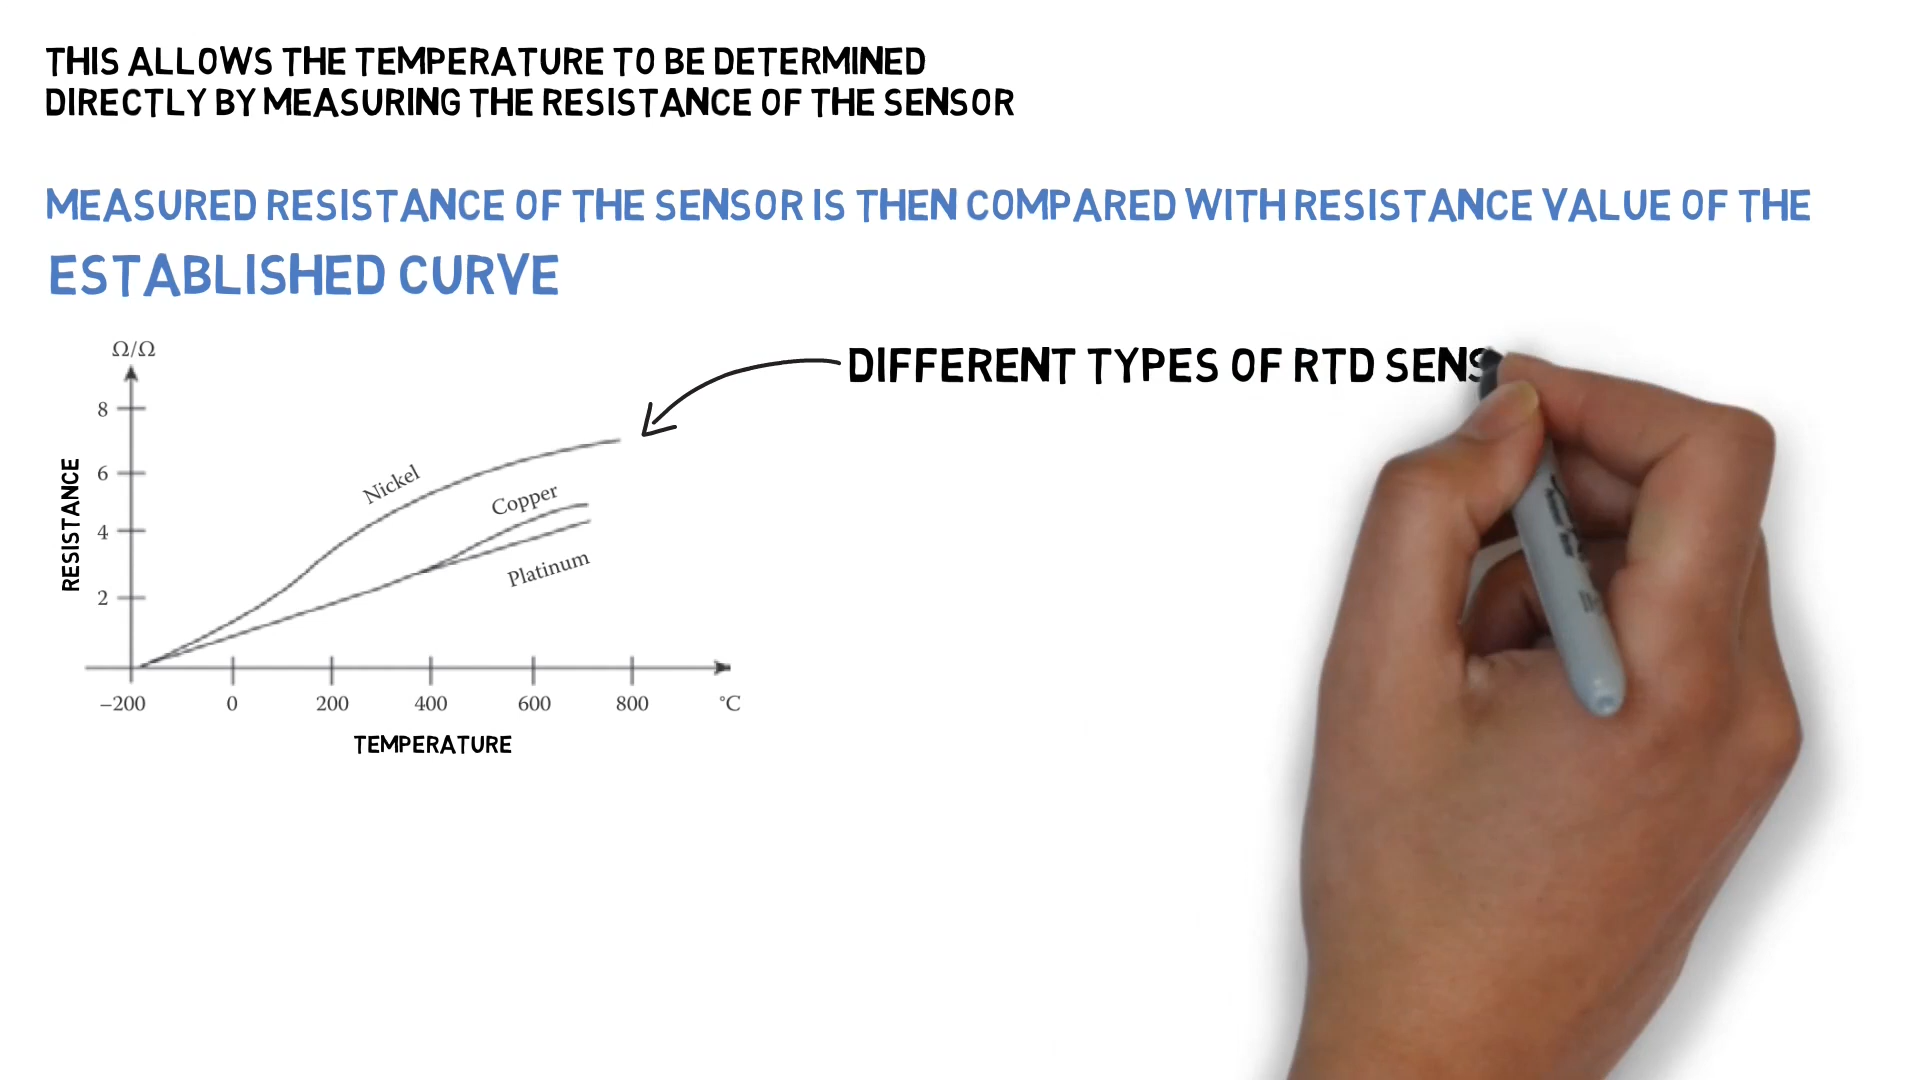 THIS ALLOWS THE TEMPERATURE TO BE DETERMINED
DIRECTLY BY MEASURING THE RESISTANCE OF THE SENSOR
MEASURED RESISTANCE OF THE SENSOR IS THEN COMPARED WITH RESISTANCE VALUE OF THE
ESTABLISHED CURVE
DIFFERENT TYPES OF RTD SENS
Ω/Ω
8
6
4
2
RESISTANCE
Nickel
Copper
Platinum
−200 0 200 400 600 800 °C
TEMPERATURE